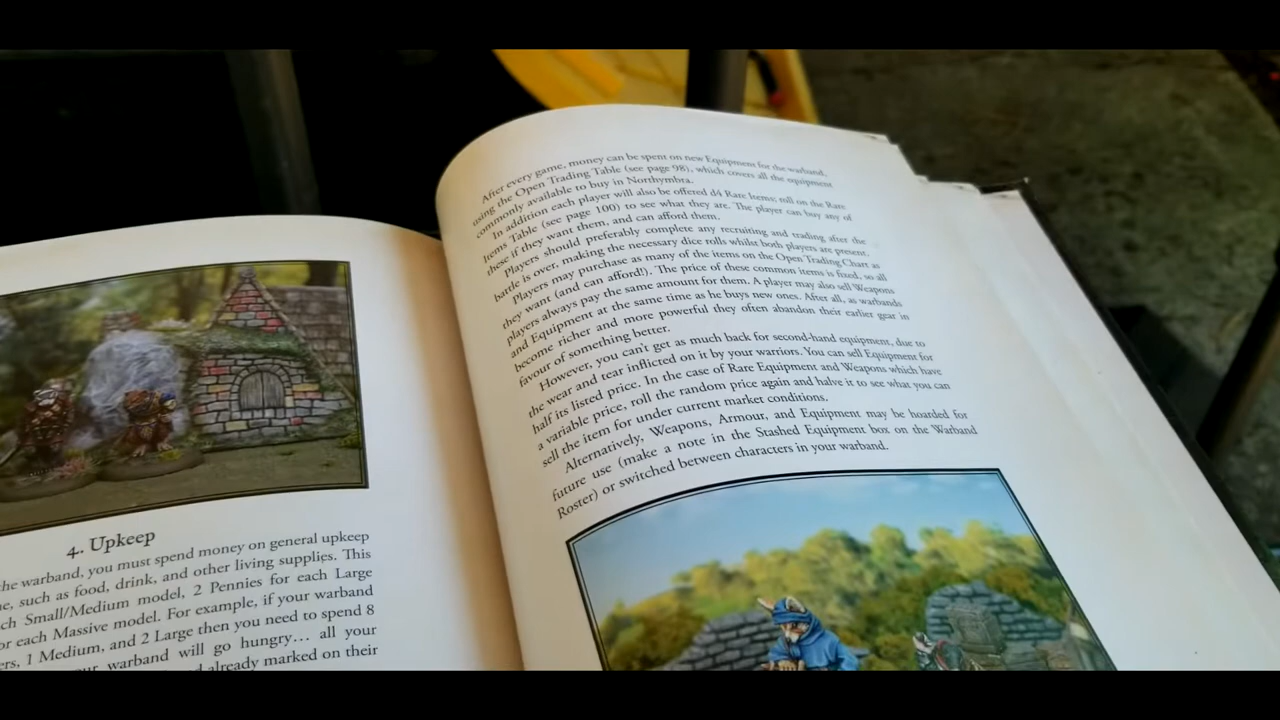 4. Upkeep
he warband, you must spend money on general upkeep
e, such as food, drink, and other living supplies. This
ch Small/Medium model, 2 Pennies for each Large
or each Massive model. For example, if your warband
ers, 1 Medium, and 2 Large then you need to spend 8
ur warband will go hungry... all your
already marked on their
After every game, money can be spent on new Equipment for the warband,
using the Open Trading Table (see page 98), which covers all the equipment
commonly available to buy in Northymbra.
In addition each player will also be offered d4 Rare Items; roll on the Rare
Items Table (see page 100) to see what they are. The player can buy any of
these if they want them, and can afford them.
Players should preferably complete any recruiting and trading after the
battle is over, making the necessary dice rolls whilst both players are present.
Players may purchase as many of the items on the Open Trading Chart as
they want (and can afford!). The price of these common items is fixed, so all
players always pay the same amount for them. A player may also sell Weapons
and Equipment at the same time as he buys new ones. After all, as warbands
become richer and more powerful they often abandon their earlier gear in
favour of something better.
However, you can't get as much back for second-hand equipment, due to
the wear and tear inflicted on it by your warriors. You can sell Equipment for
half its listed price. In the case of Rare Equipment and Weapons which have
a variable price, roll the random price again and halve it to see what you can
sell the item for under current market conditions.
Alternatively, Weapons, Armour, and Equipment may be hoarded for
future use (make a note in the Stashed Equipment box on the Warband
Roster) or switched between characters in your warband.